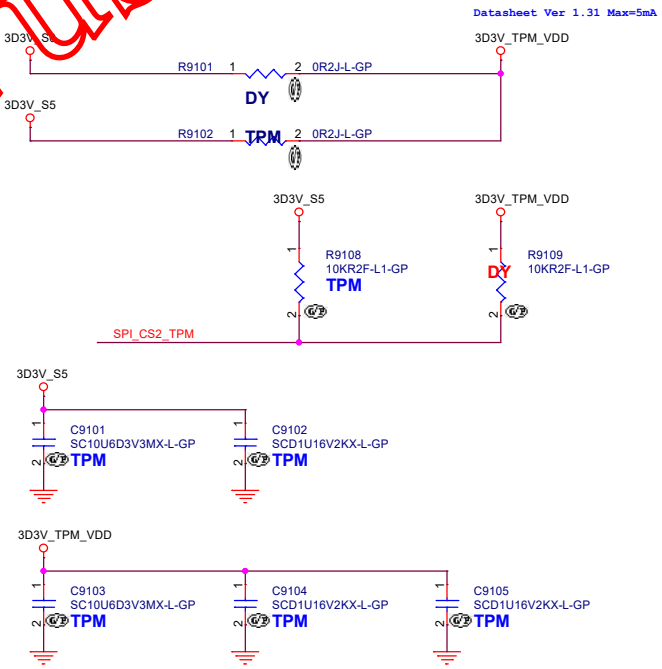 Datasheet Ver 1.31 Max=5mA
3D3V_TPM_VDD
R9101 1 2 0R2J-L-GP
DY
3D3V_S5
R9102 1 TPM 2 0R2J-L-GP
3D3V_S5 3D3V_TPM_VDD
1 R9108 1 R9109
10KR2F-L1-GP DY 10KR2F-L1-GP
TPM
2 2
SPI_CS2_TPM
3D3V_S5
1 C9101 1 C9102
SC10U6D3V3MX-L-GP SCD1U16V2KX-L-GP
2 TPM 2 TPM
3D3V_TPM_VDD
1 C9103 1 C9104 1 C9105
SC10U6D3V3MX-L-GP SCD1U16V2KX-L-GP SCD1U16V2KX-L-GP
2 TPM 2 TPM 2 TPM